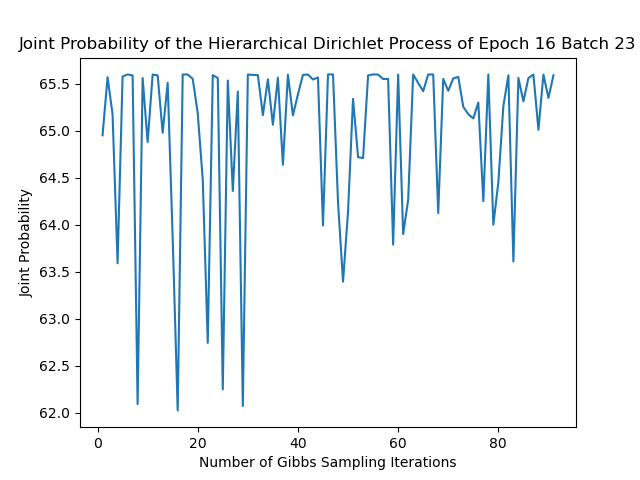 Joint Probability of the Hierarchical Dirichlet Process of Epoch 16 Batch 23
Joint Probability
65.5
65.0
64.5
64.0
63.5
63.0
62.5
62.0
0 20 40 60 80
Number of Gibbs Sampling Iterations